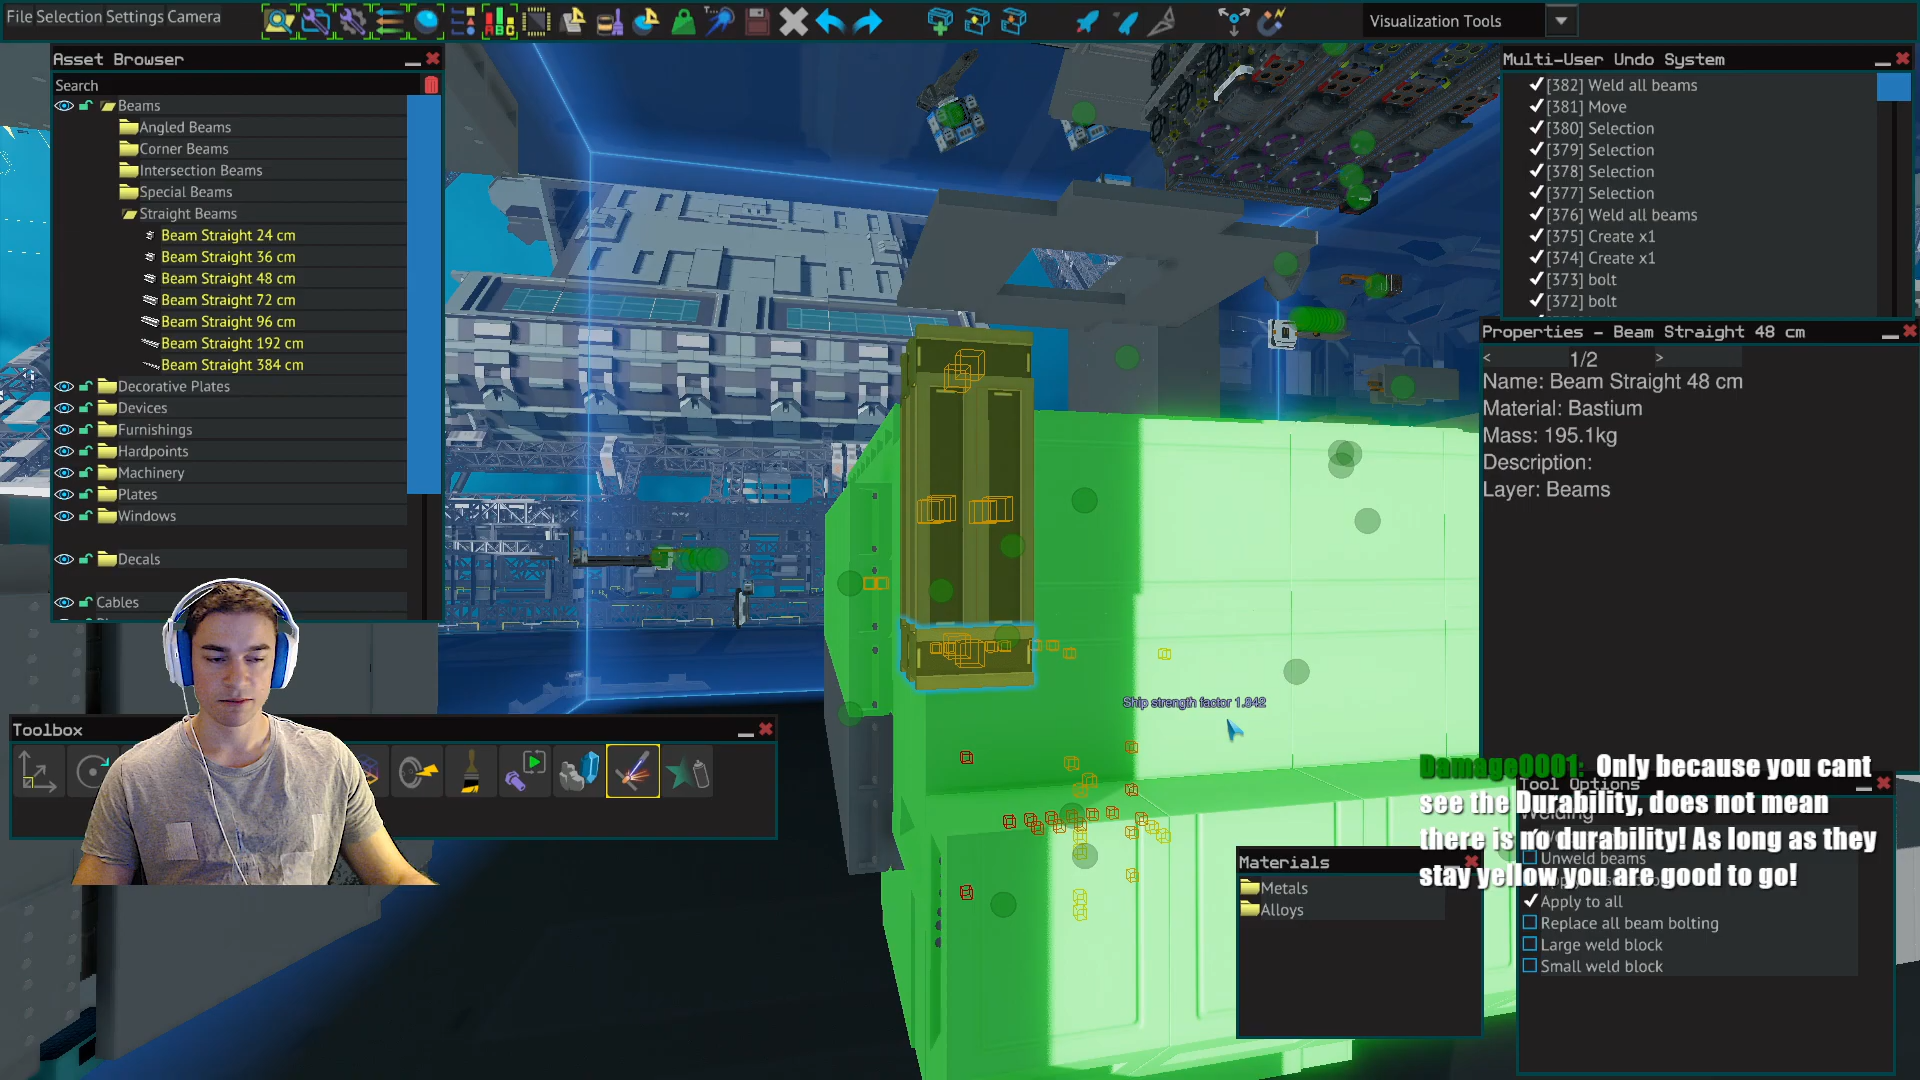 File Selection Settings Camera
Visualization Tools
Asset Browser
Search
Beams
Angled Beams
Corner Beams
Intersection Beams
Special Beams
Straight Beams
Beam Straight 24 cm
Beam Straight 36 cm
Beam Straight 48 cm
Beam Straight 72 cm
Beam Straight 96 cm
Beam Straight 192 cm
Beam Straight 384 cm
Decorative Plates
Devices
Furnishings
Hardpoints
Machinery
Plates
Windows
Decals
Cables
Multi-User Undo System
[382] Weld all beams
[381] Move
[380] Selection
[379] Selection
[378] Selection
[377] Selection
[376] Weld all beams
[375] Create x1
[374] Create x1
[373] bolt
[372] bolt
Properties - Beam Straight 48 cm
< 1/2 >
Name: Beam Straight 48 cm
Material: Bastium
Mass: 195.1kg
Description:
Layer: Beams
Ship strength factor 1.842
Toolbox
Damage0001: Only because you cant
see the Durability, does not mean
there is no durability! As long as they
stay yellow you are good to go!
Tool Options
Welding
Unweld beams
Apply to all
Replace all beam bolting
Large weld block
Small weld block
Materials
Metals
Alloys